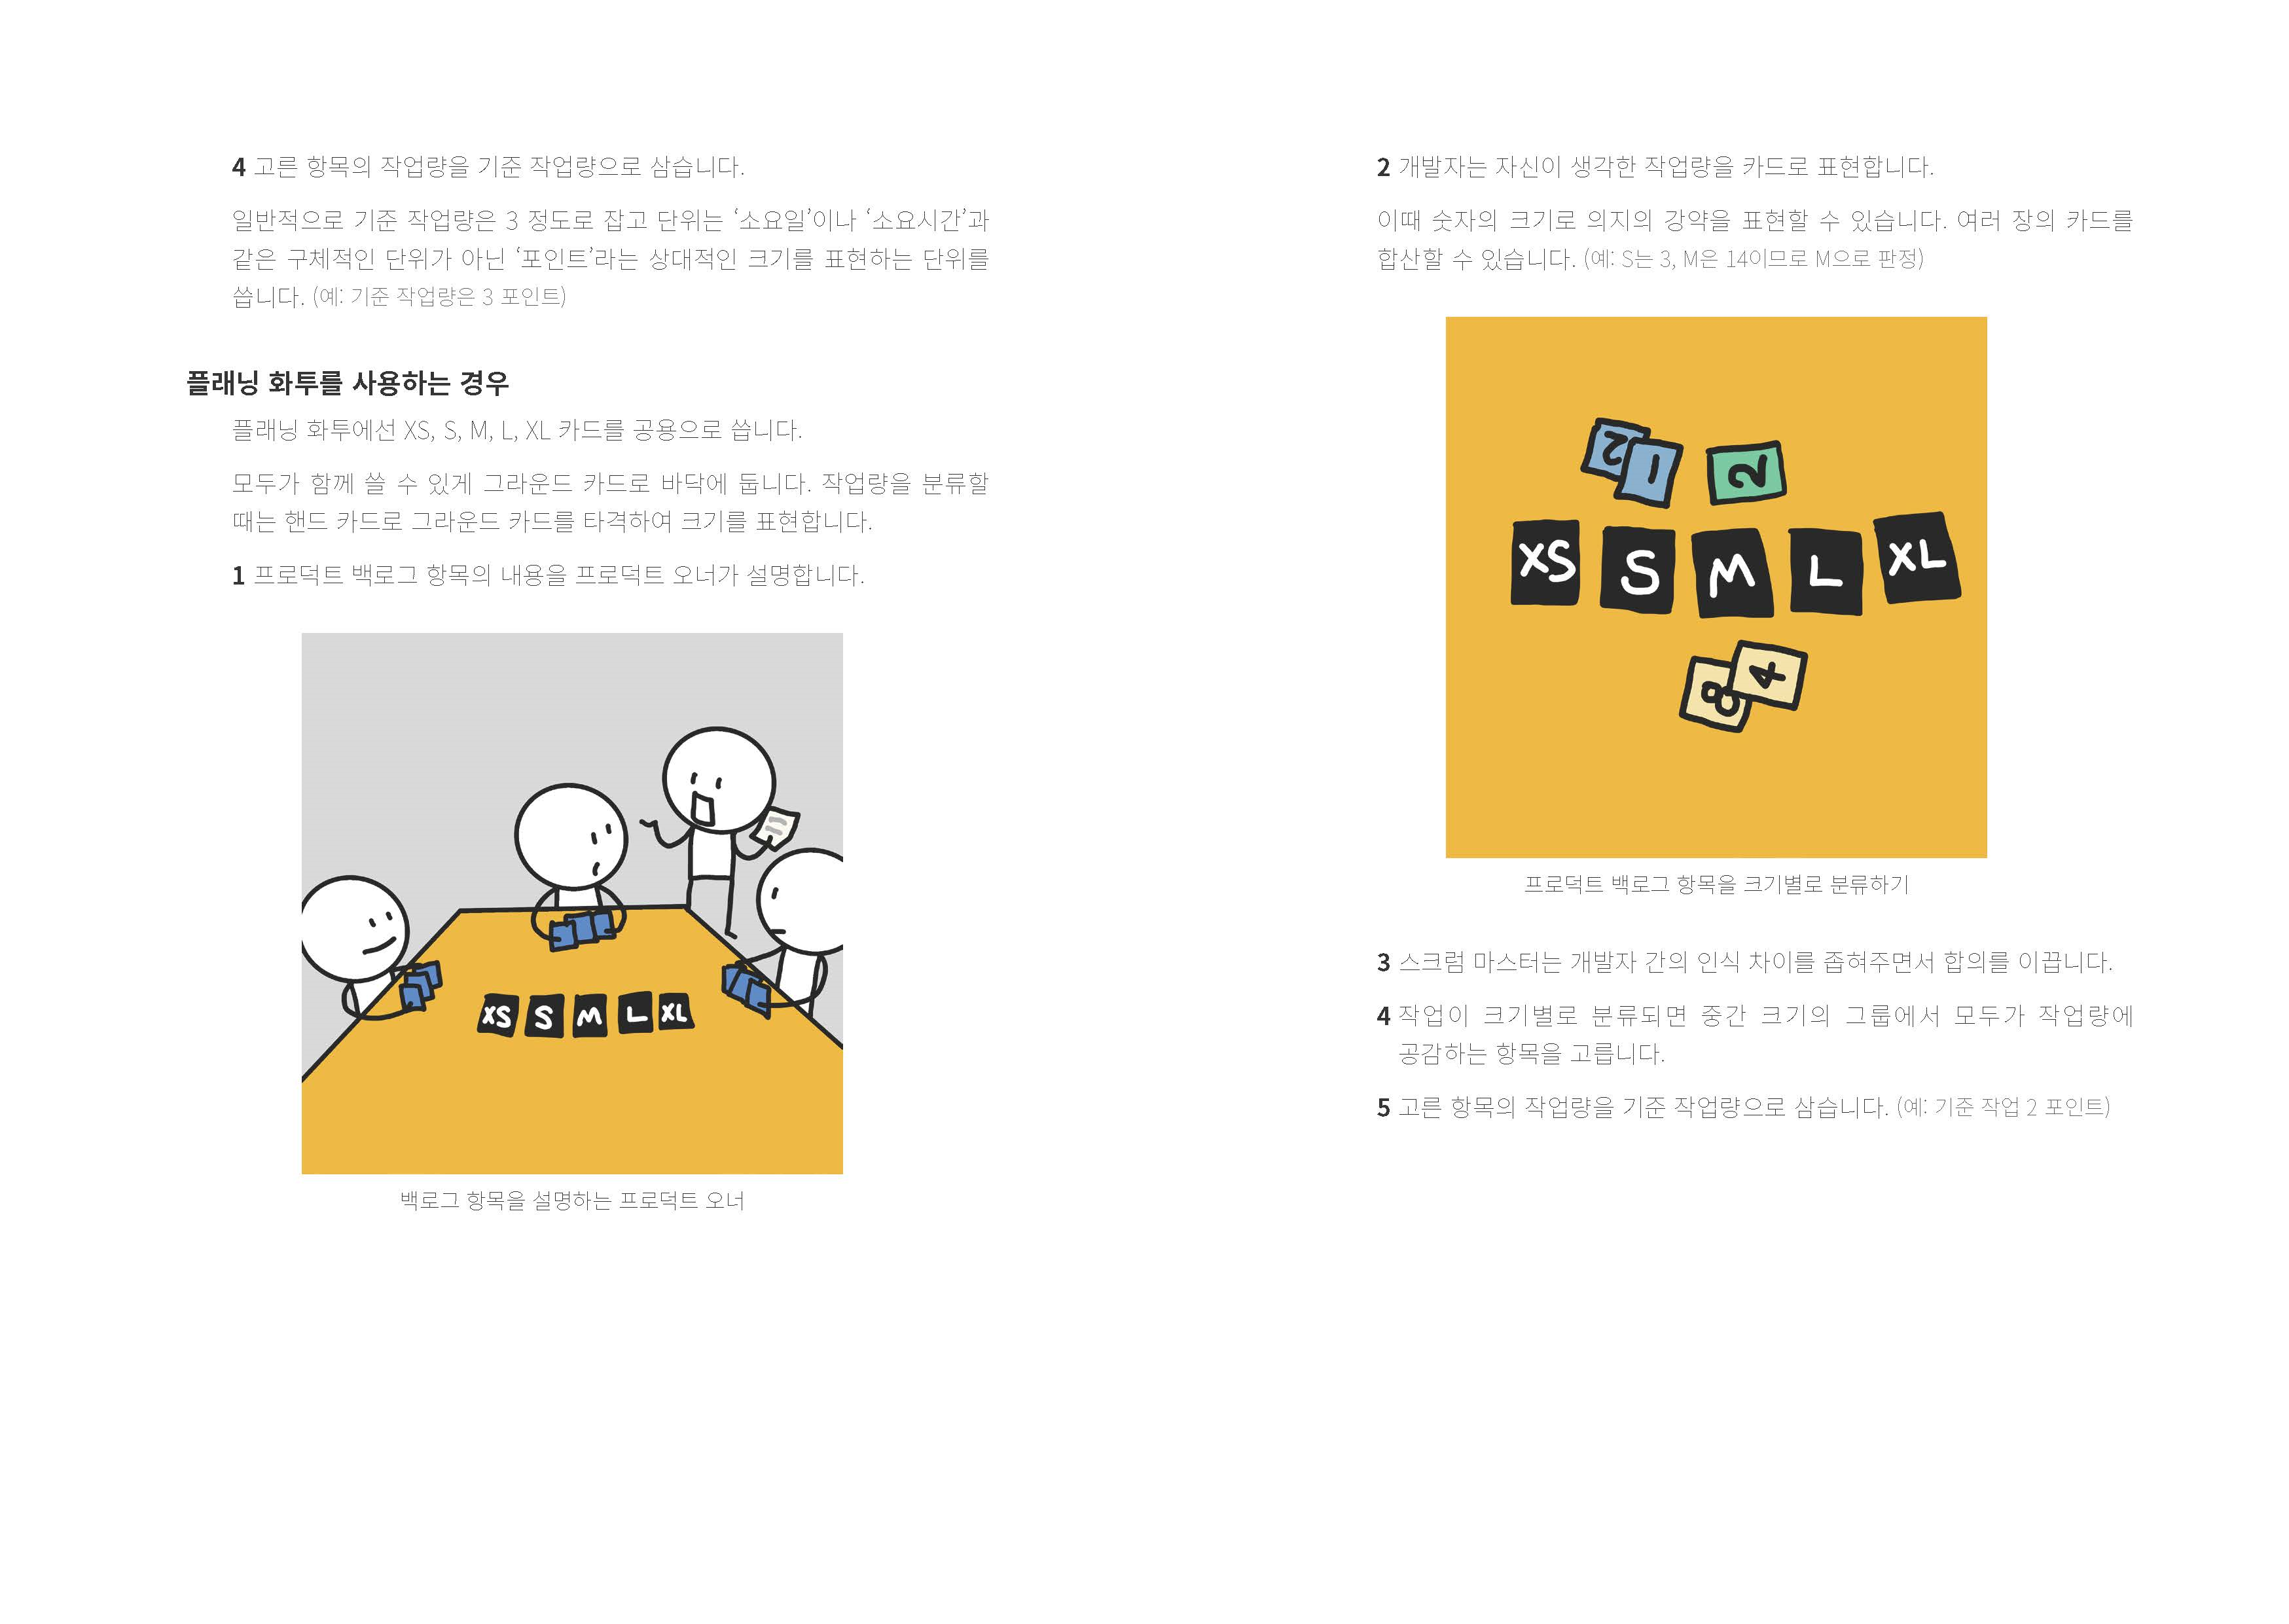 4 고른 항목의 작업량을 기준 작업량으로 삼습니다.
일반적으로 기준 작업량은 3 정도로 잡고 단위는 ‘소요일’이나 ‘소요시간’과
같은 구체적인 단위가 아닌 ‘포인트’라는 상대적인 크기를 표현하는 단위를
씁니다. (예: 기준 작업량은 3 포인트)
플래닝 화투를 사용하는 경우
플래닝 화투에선 XS, S, M, L, XL 카드를 공용으로 씁니다.
모두가 함께 쓸 수 있게 그라운드 카드로 바닥에 둡니다. 작업량을 분류할
때는 핸드 카드로 그라운드 카드를 타격하여 크기를 표현합니다.
1 프로덕트 백로그 항목의 내용을 프로덕트 오너가 설명합니다.
XS S M L XL
백로그 항목을 설명하는 프로덕트 오너
2 개발자는 자신이 생각한 작업량을 카드로 표현합니다.
이때 숫자의 크기로 의지의 강약을 표현할 수 있습니다. 여러 장의 카드를
합산할 수 있습니다. (예: S는 3, M은 14이므로 M으로 판정)
2 1 2
XS S M L XL
8 4
프로덕트 백로그 항목을 크기별로 분류하기
3 스크럼 마스터는 개발자 간의 인식 차이를 좁혀주면서 합의를 이끕니다.
4 작업이 크기별로 분류되면 중간 크기의 그룹에서 모두가 작업량에
공감하는 항목을 고릅니다.
5 고른 항목의 작업량을 기준 작업량으로 삼습니다. (예: 기준 작업 2 포인트)